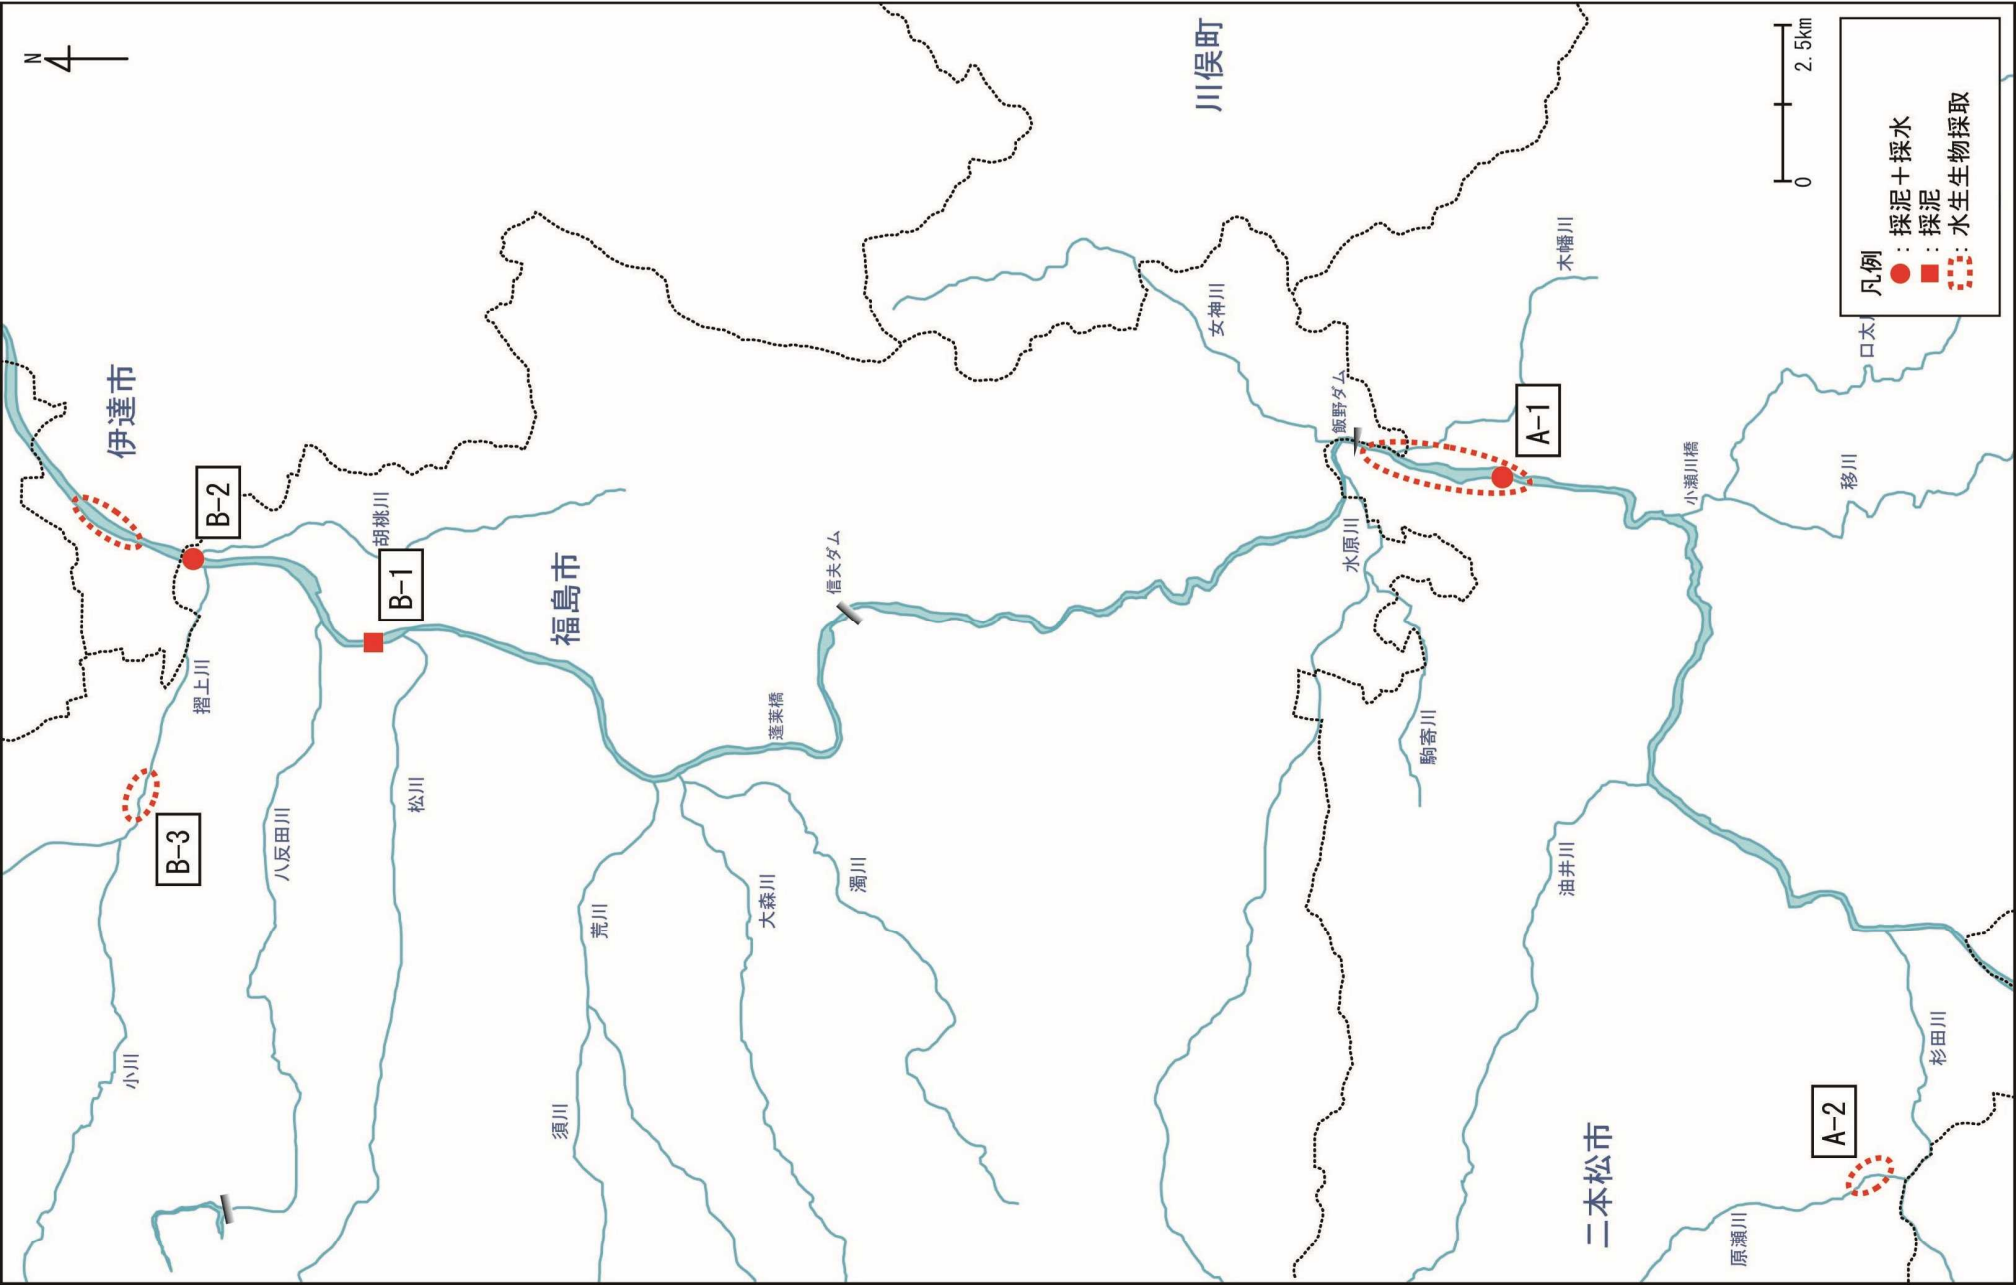 N
伊達市
B-2
胡桃川
B-1
福島市
摺上川
B-3
八反田川
松川
小川
荒川
須川
大森川
濁川
蓬莱橋
信夫ダム
川俣町
女神川
飯野ダム
水原川
駒寄川
木幡川
A-1
小瀬川橋
移川
口太
油井川
二本松市
杉田川
A-2
原瀬川
0 2.5km
凡例
：採泥＋採水
：採泥
：水生生物採取